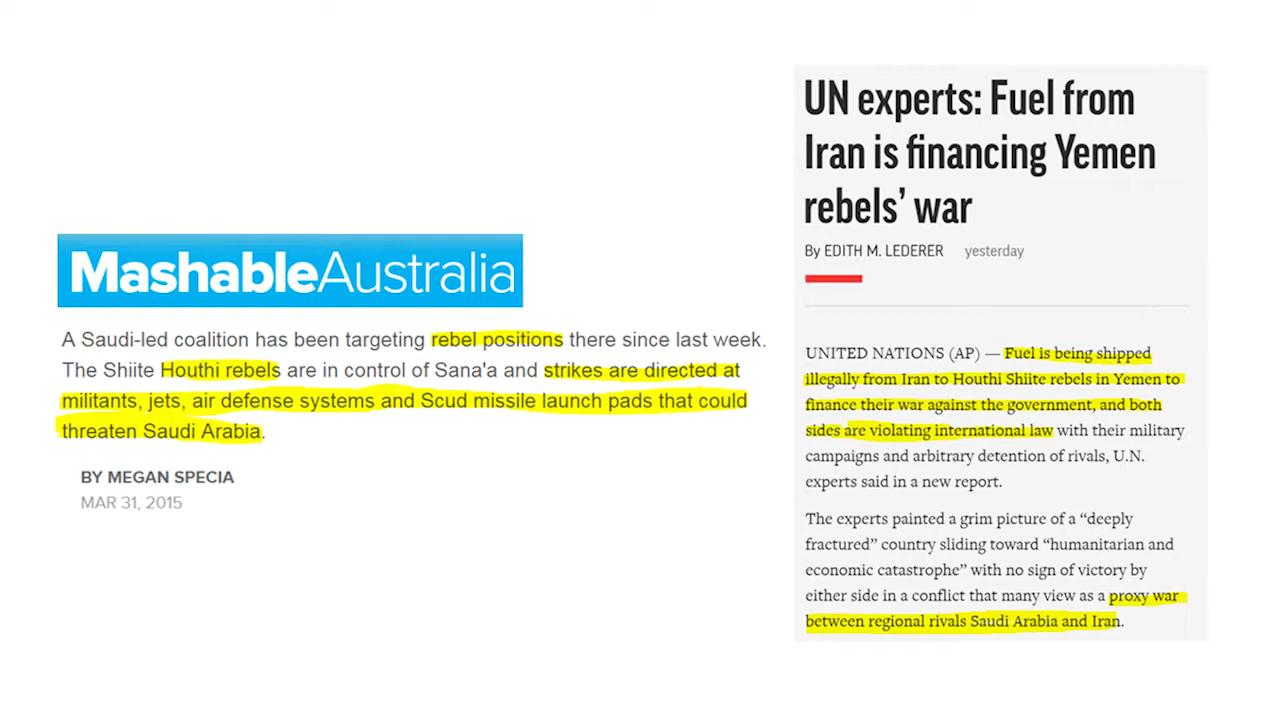 MashableAustralia
A Saudi-led coalition has been targeting rebel positions there since last week.
The Shiite Houthi rebels are in control of Sana'a and strikes are directed at
militants, jets, air defense systems and Scud missile launch pads that could
threaten Saudi Arabia.
BY MEGAN SPECIA
MAR 31, 2015
UN experts: Fuel from
Iran is financing Yemen
rebels’ war
By EDITH M. LEDERER yesterday
UNITED NATIONS (AP) — Fuel is being shipped
illegally from Iran to Houthi Shiite rebels in Yemen to
finance their war against the government, and both
sides are violating international law with their military
campaigns and arbitrary detention of rivals, U.N.
experts said in a new report.
The experts painted a grim picture of a “deeply
fractured” country sliding toward “humanitarian and
economic catastrophe” with no sign of victory by
either side in a conflict that many view as a proxy war
between regional rivals Saudi Arabia and Iran.